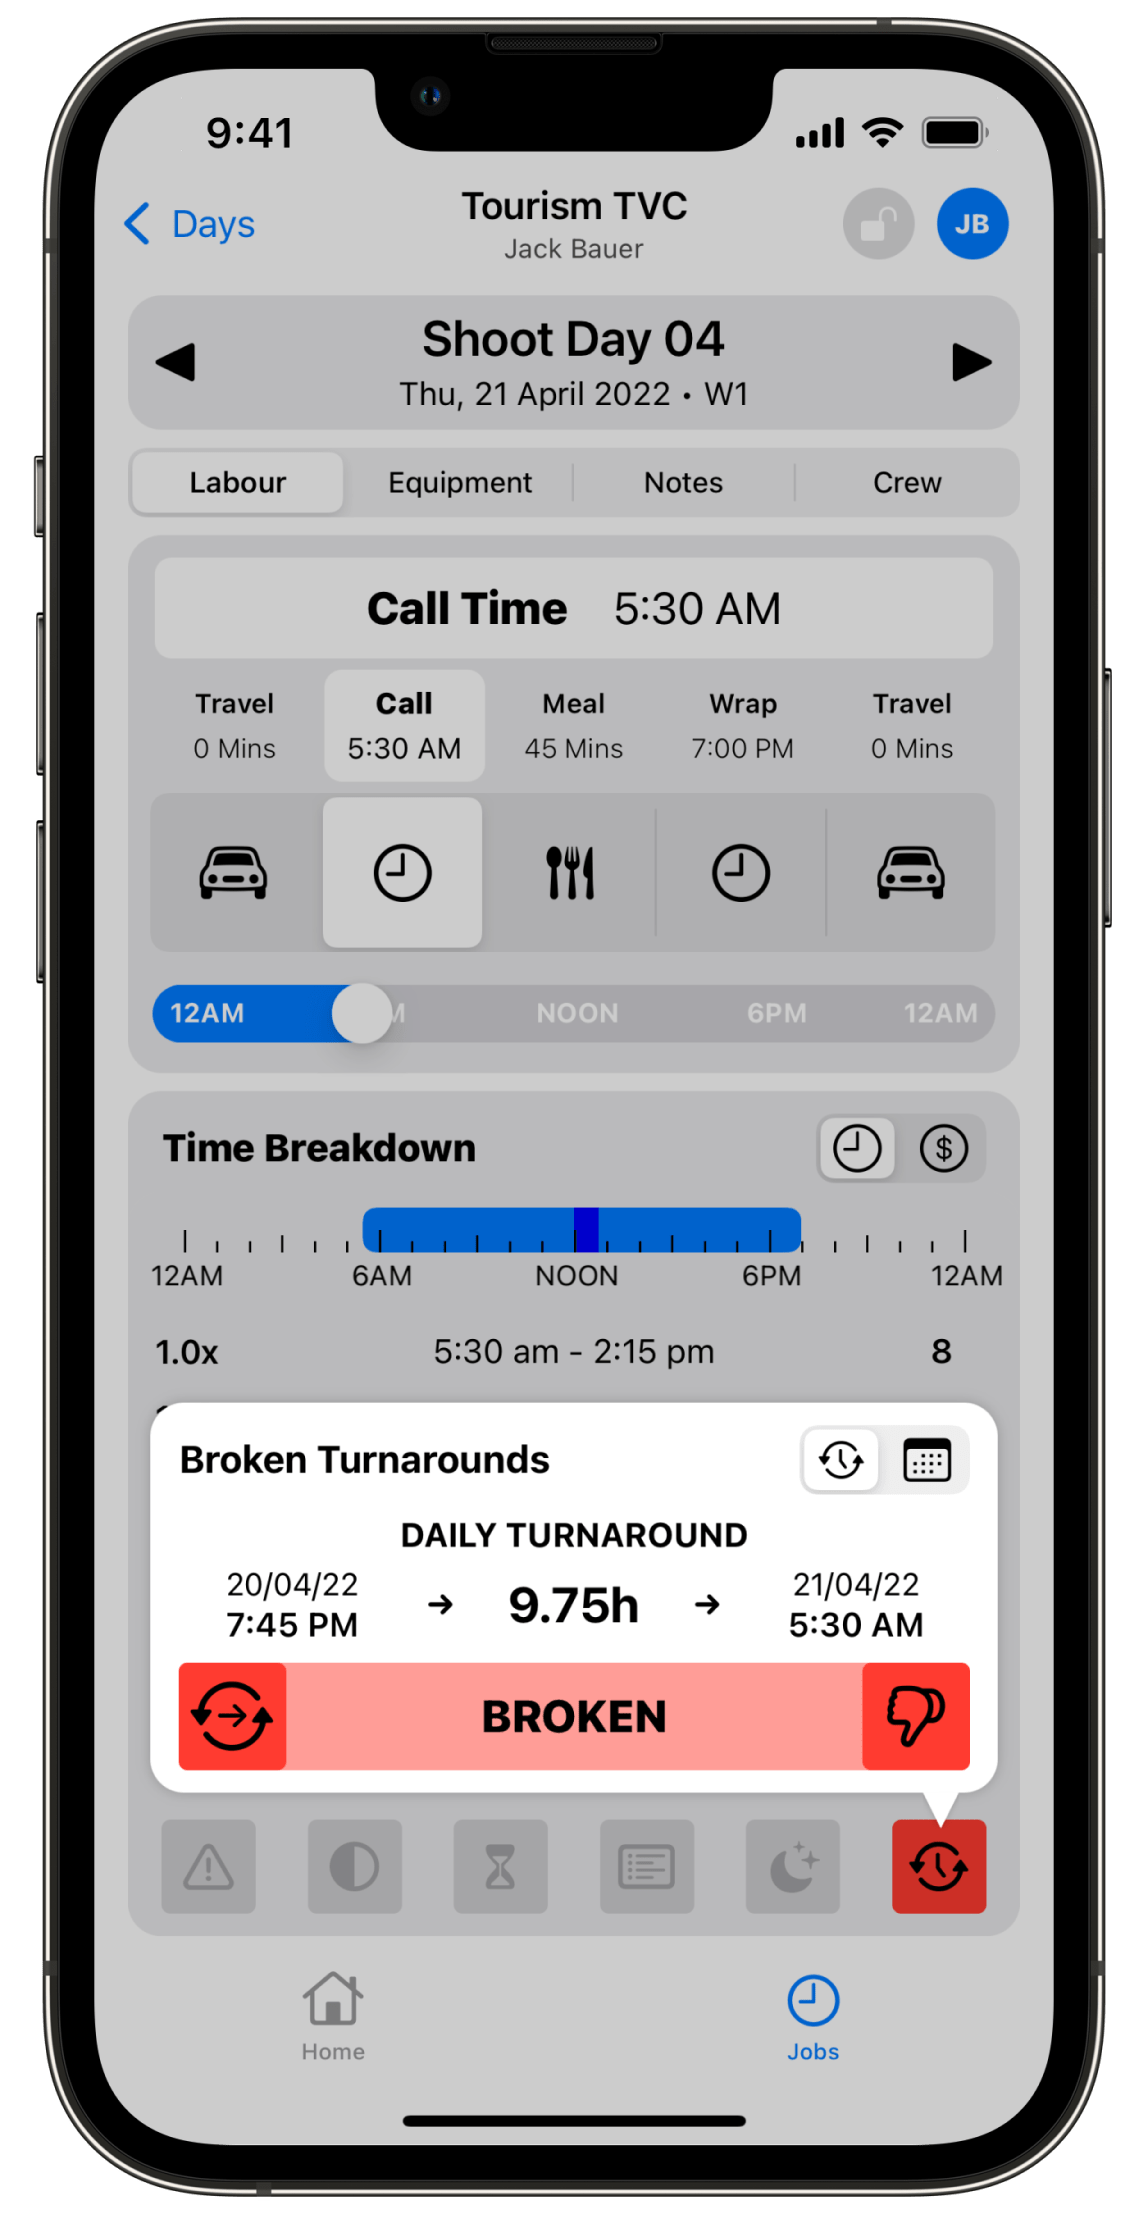 9:41
Days
Tourism TVC
Jack Bauer
JB
Shoot Day 04
Thu, 21 April 2022 • W1
Labour Equipment Notes Crew
Call Time 5:30 AM
Travel Call Meal Wrap Travel
0 Mins 5:30 AM 45 Mins 7:00 PM 0 Mins
12AM NOON 6PM 12AM
Time Breakdown
$
12AM 6AM NOON 6PM 12AM
1.0x 5:30 am - 2:15 pm 8
Broken Turnarounds
DAILY TURNAROUND
20/04/22 → 9.75h → 21/04/22
7:45 PM 5:30 AM
BROKEN
Home Jobs